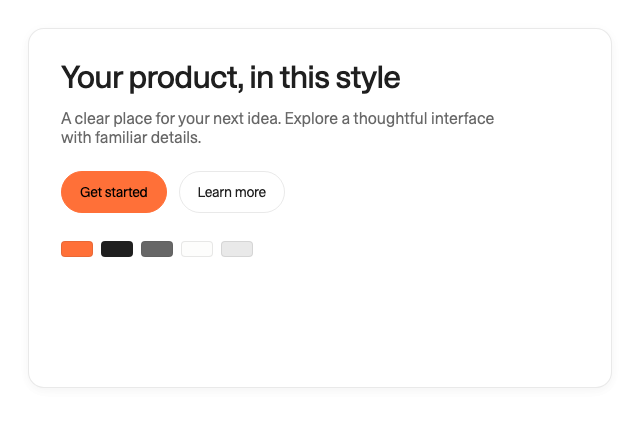 Your product, in this style
A clear place for your next idea. Explore a thoughtful interface
with familiar details.
Get started
Learn more